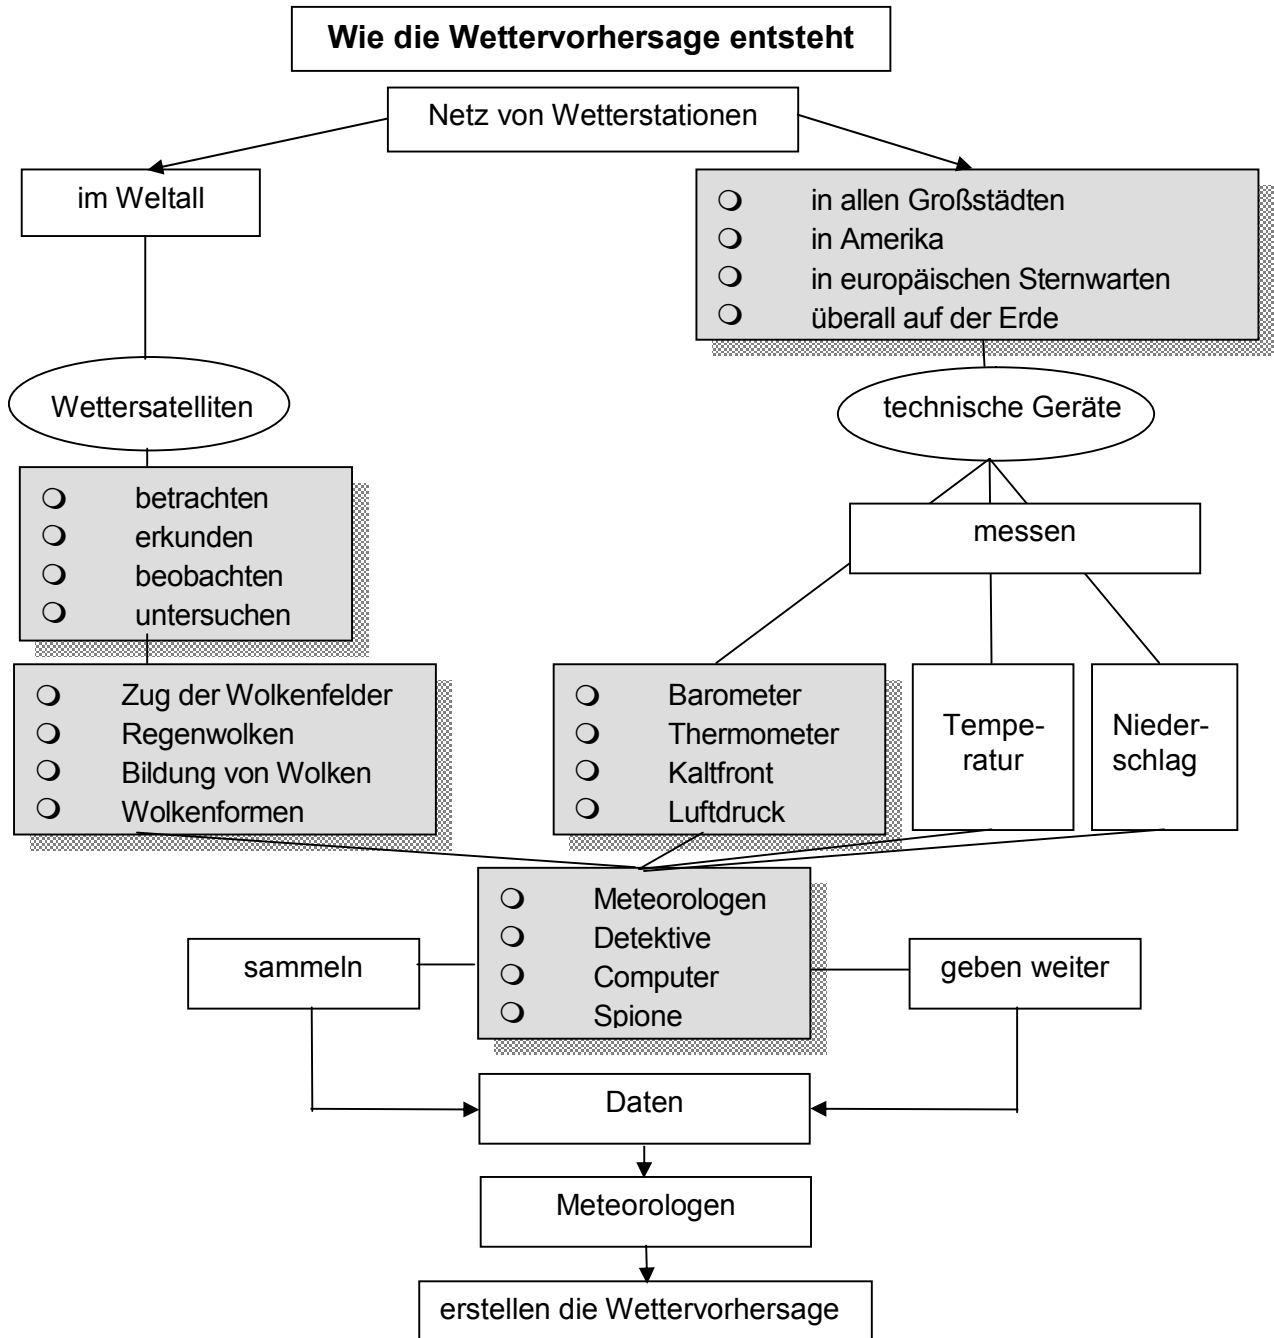 Wie die Wettervorhersage entsteht
Netz von Wetterstationen
im Weltall
❍ in allen Großstädten
❍ in Amerika
❍ in europäischen Sternwarten
❍ überall auf der Erde
Wettersatelliten
technische Geräte
❍ betrachten
❍ erkunden
❍ beobachten
❍ untersuchen
messen
❍ Zug der Wolkenfelder
❍ Regenwolken
❍ Bildung von Wolken
❍ Wolkenformen
❍ Barometer
❍ Thermometer
❍ Kaltfront
❍ Luftdruck
Tempe-
ratur
Nieder-
schlag
❍ Meteorologen
❍ Detektive
❍ Computer
❍ Spione
sammeln
geben weiter
Daten
Meteorologen
erstellen die Wettervorhersage